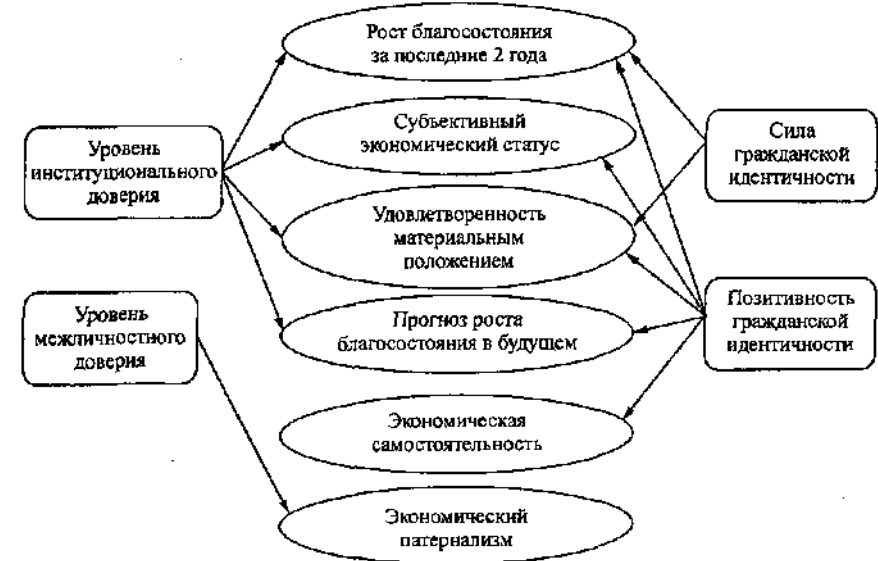 Рост благосостояния
за последние 2 года
Субъективный
экономический статус
Удовлетворенность
материальным
положением
Прогноз роста
благосостояния в будущем
Экономическая
самостоятельность
Экономический
патернализм
Уровень
институционального
доверия
Уровень
межличностного
доверия
Сила
гражданской
идентичности
Позитивность
гражданской
идентичности